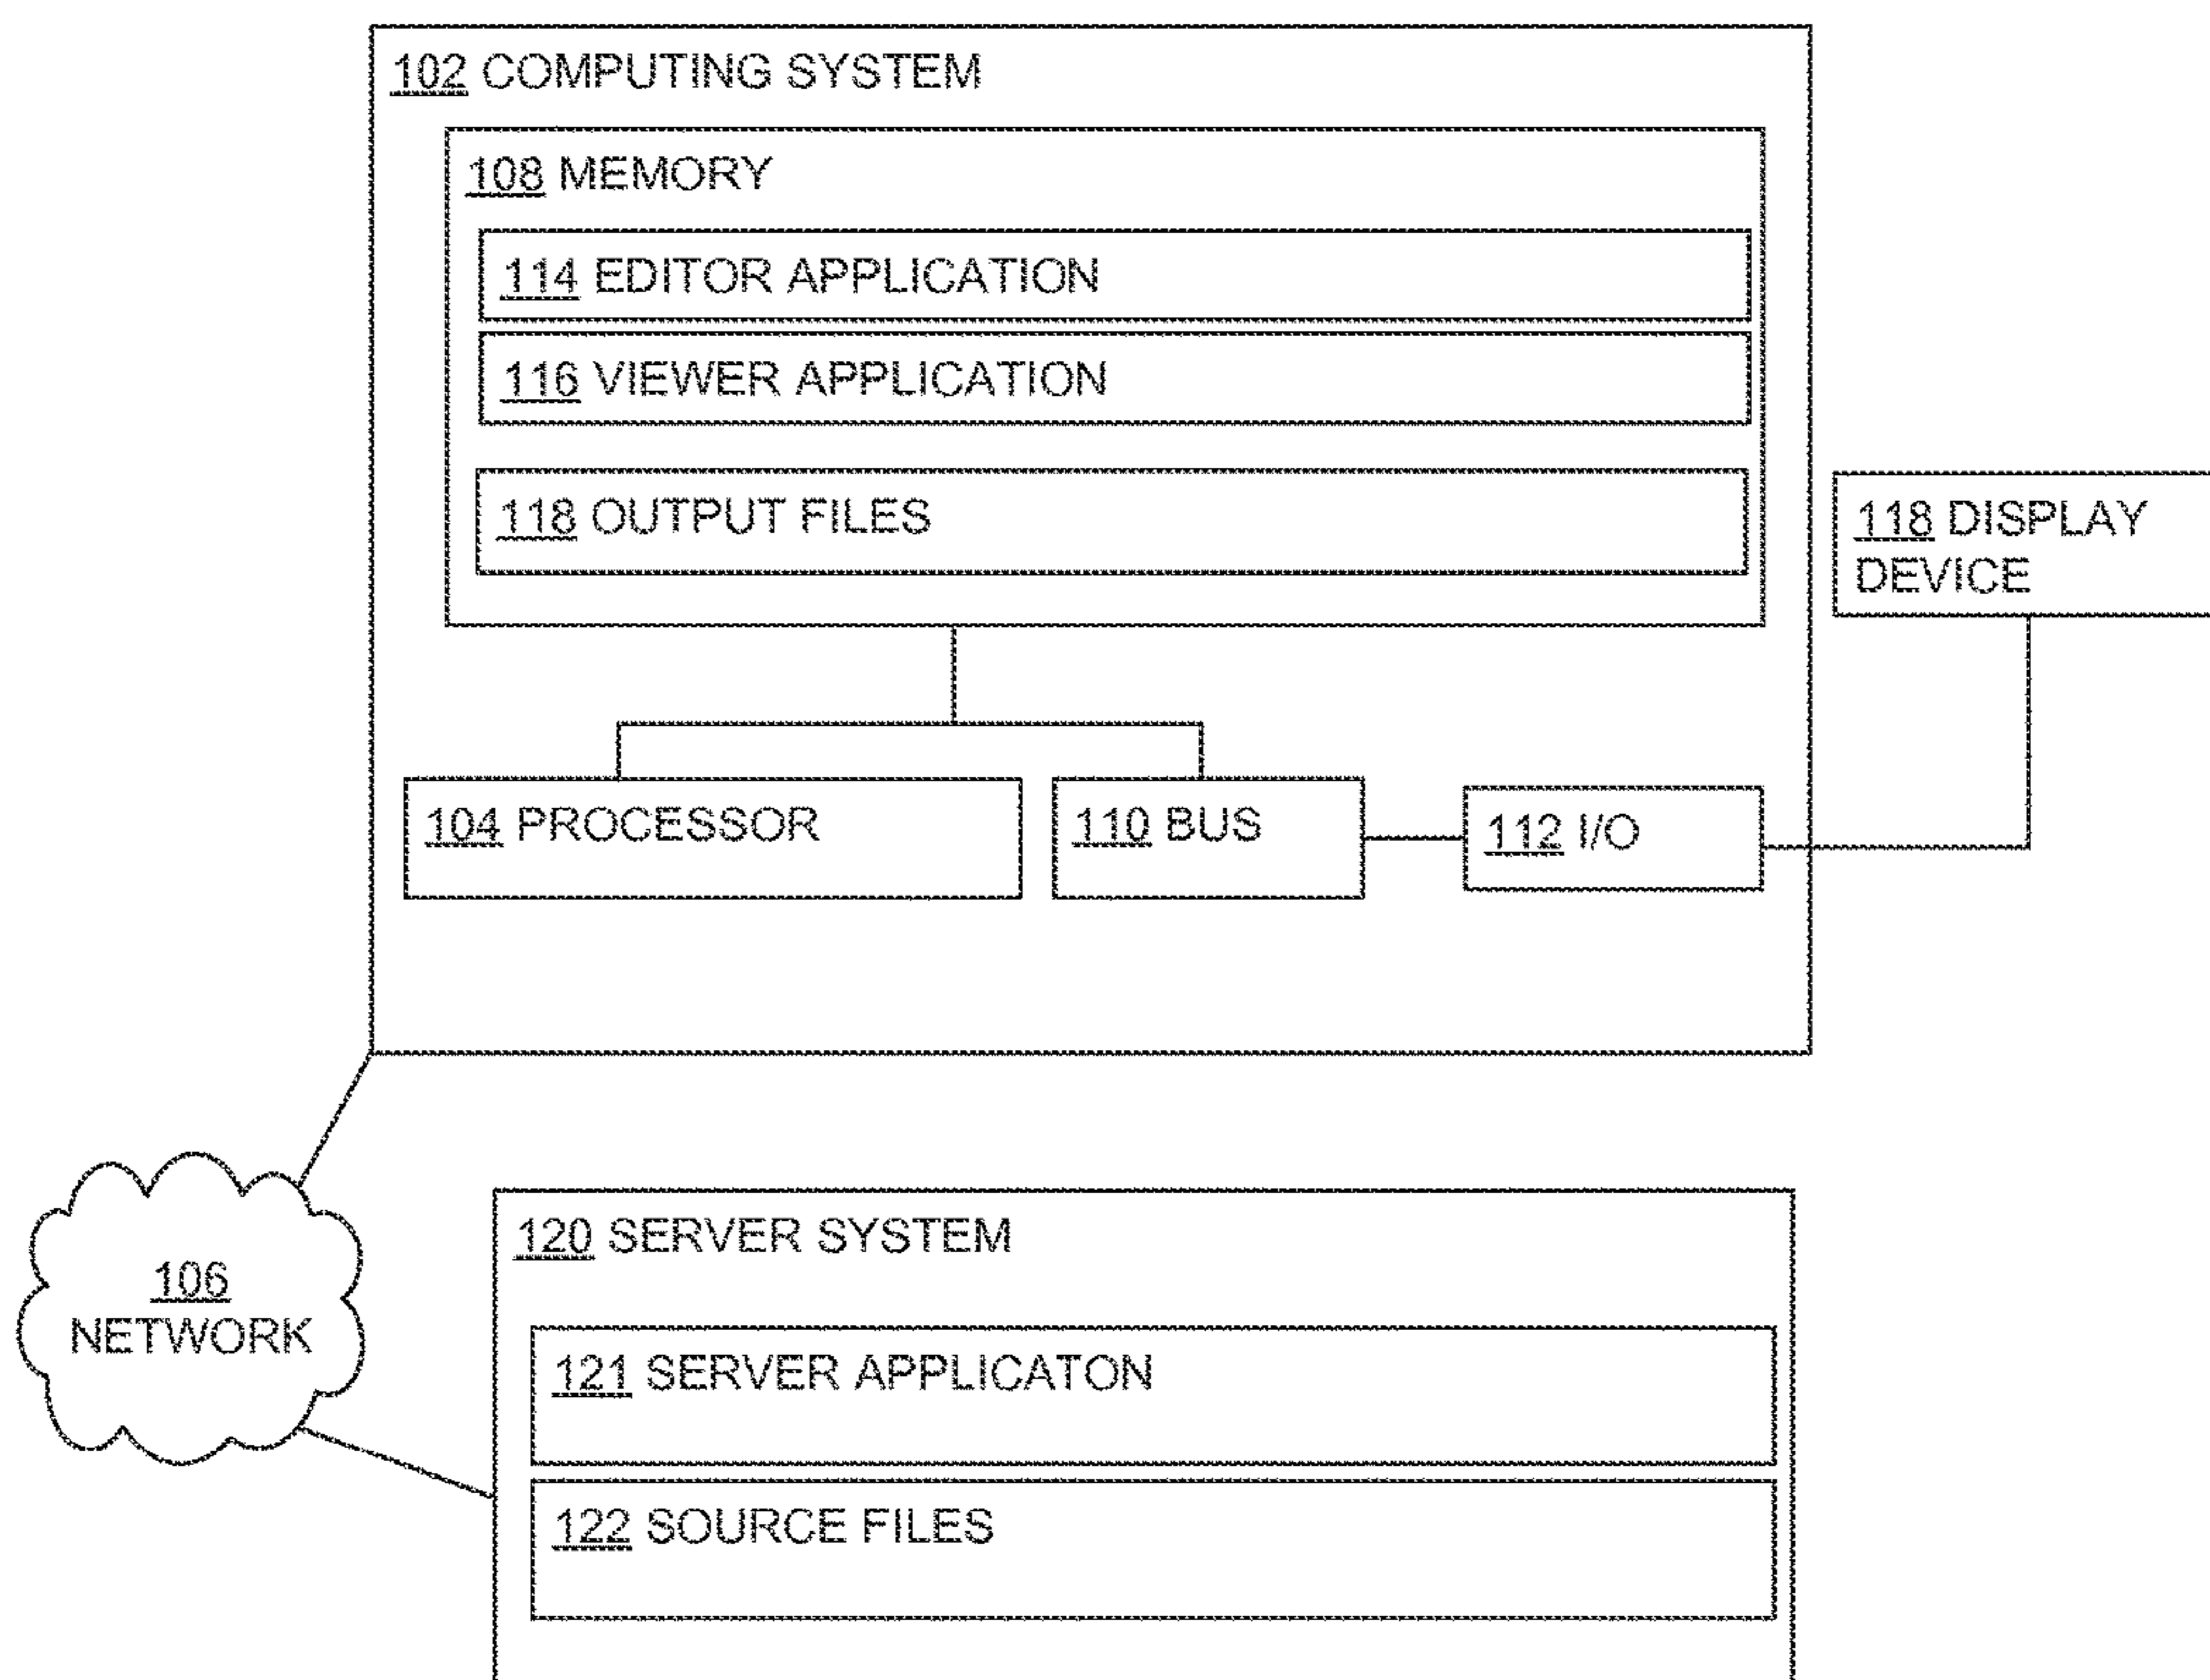 102 COMPUTING SYSTEM
108 MEMORY
114 EDITOR APPLICATION
116 VIEWER APPLICATION
118 OUTPUT FILES
118 DISPLAY
DEVICE
104 PROCESSOR
110 BUS
112 I/O
106
NETWORK
120 SERVER SYSTEM
121 SERVER APPLICATON
122 SOURCE FILES